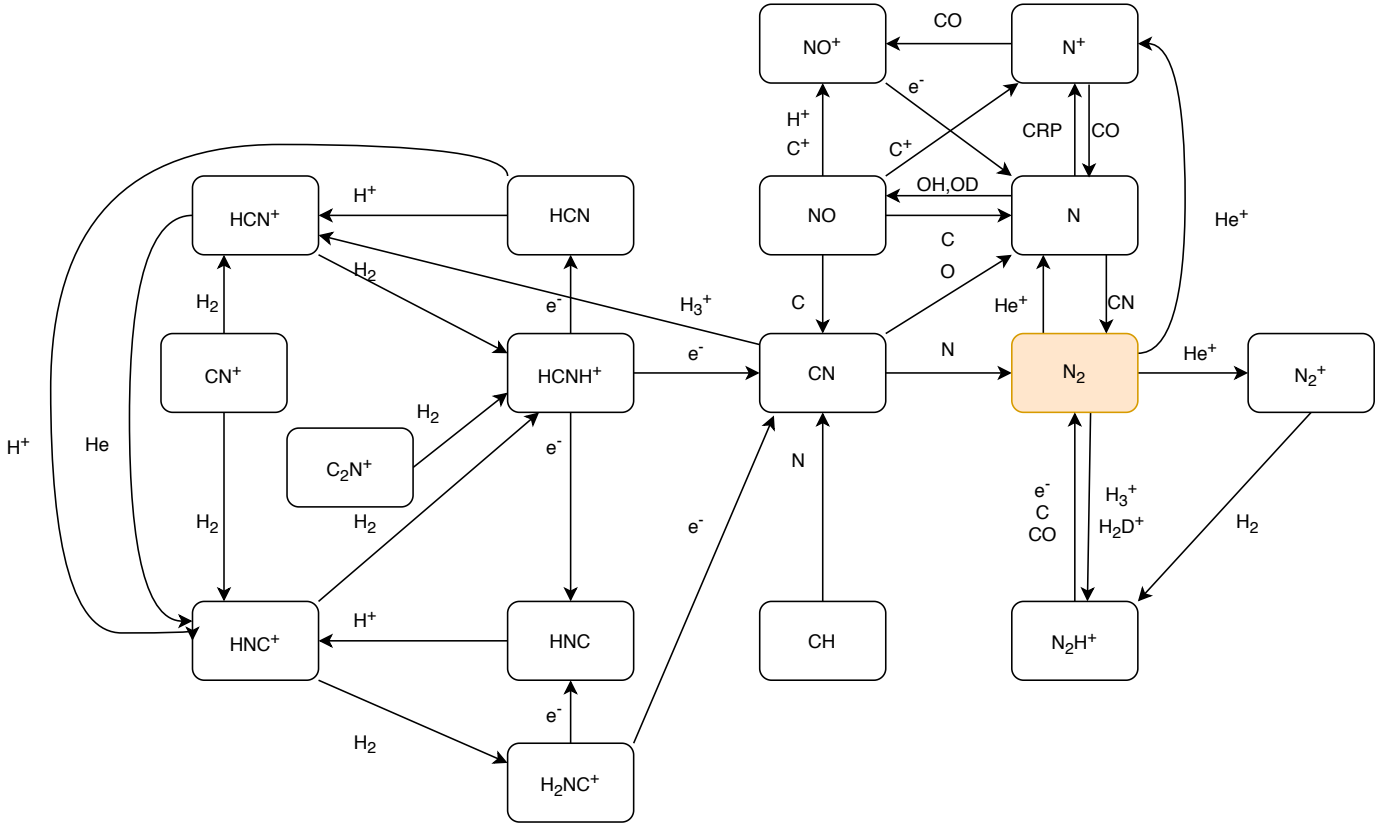 CO
NO⁺
N⁺
e⁻
H⁺
C⁺
C⁺
CRP
CO
HCN⁺
H⁺
HCN
NO
OH,OD
N
He⁺
C
O
H₂
H₂
e⁻
H₃⁺
C
He⁺
CN
CN⁺
HCNH⁺
e⁻
CN
N
N₂
He⁺
N₂⁺
H₂
H⁺
He
C₂N⁺
e⁻
N
H₂
H₂
e⁻
e⁻
C
CO
H₃⁺
H₂D⁺
H₂
HNC⁺
H⁺
HNC
CH
N₂H⁺
H₂
e⁻
H₂NC⁺